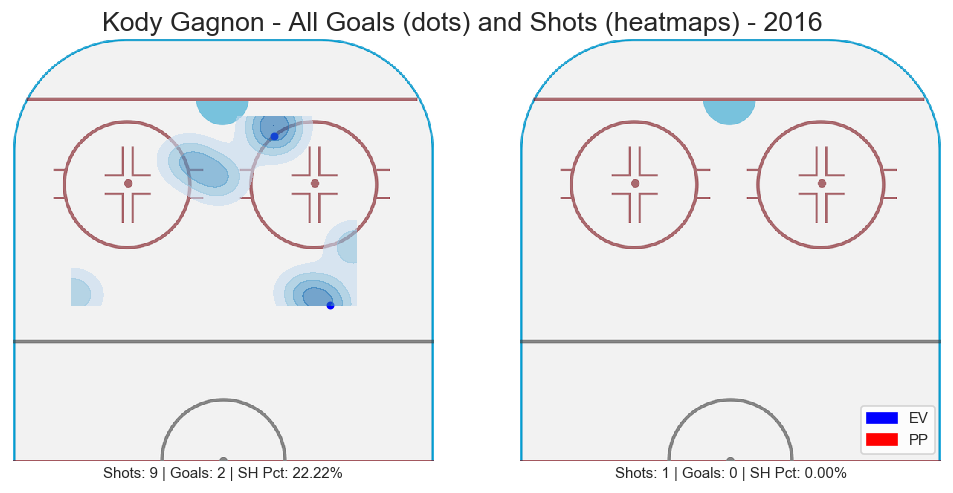 Kody Gagnon - All Goals (dots) and Shots (heatmaps) - 2016
EV
PP
Shots: 9 | Goals: 2 | SH Pct: 22.22%
Shots: 1 | Goals: 0 | SH Pct: 0.00%